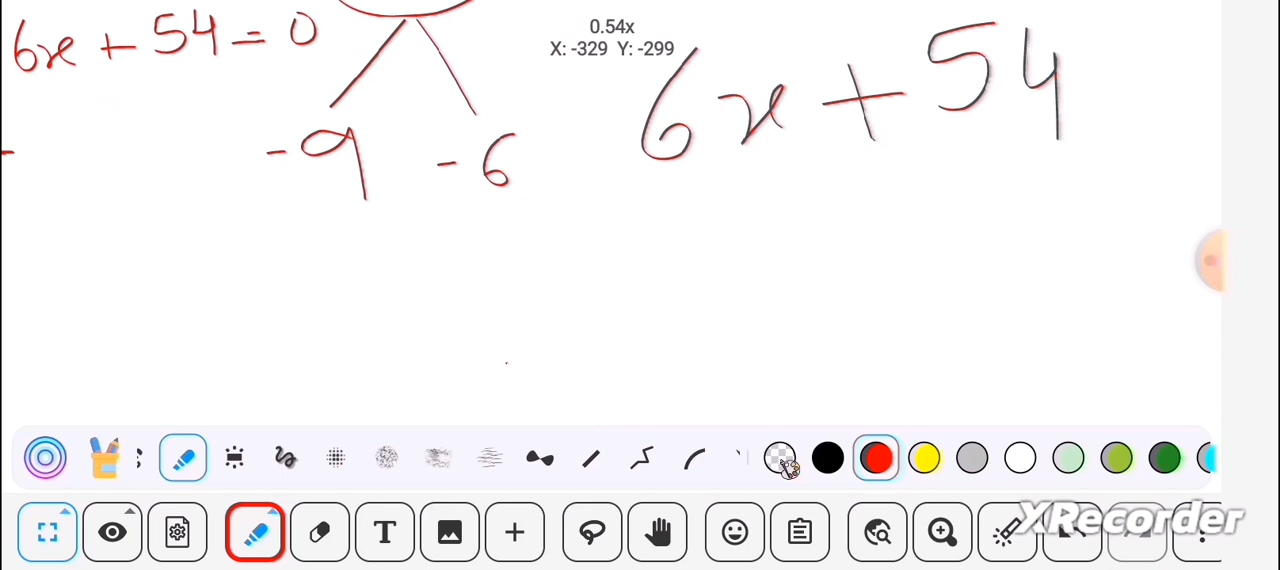 0.54x
X: -329 Y: -299
6x + 54 = 0
-9 -6
6x + 54
-
T
XRecorder